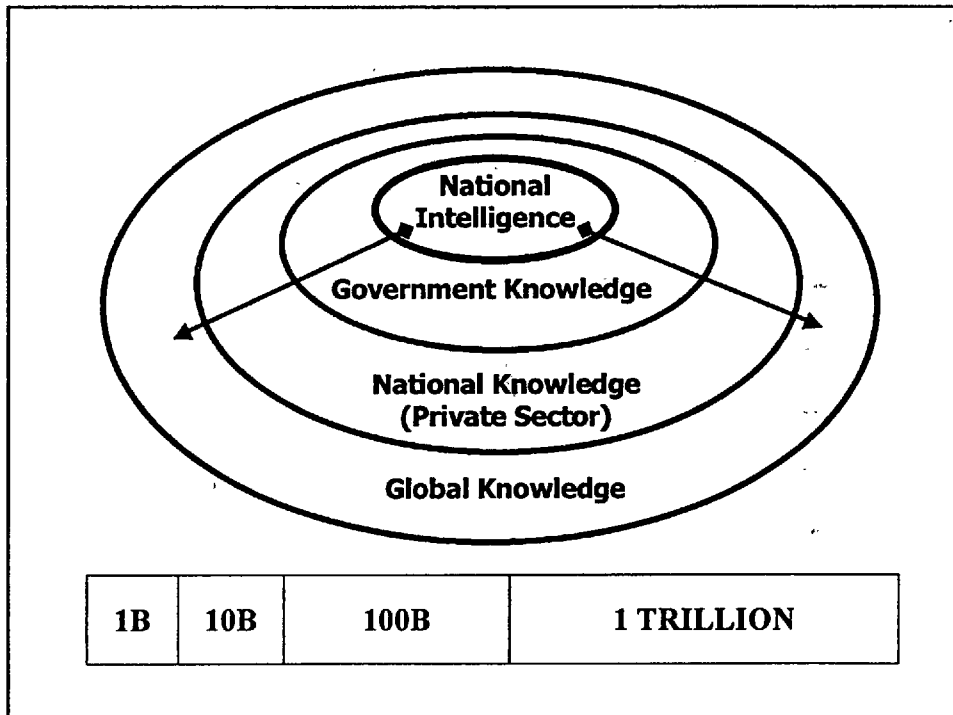 National
Intelligence
Government Knowledge
National Knowledge
(Private Sector)
Global Knowledge
1B 10B 100B 1 TRILLION